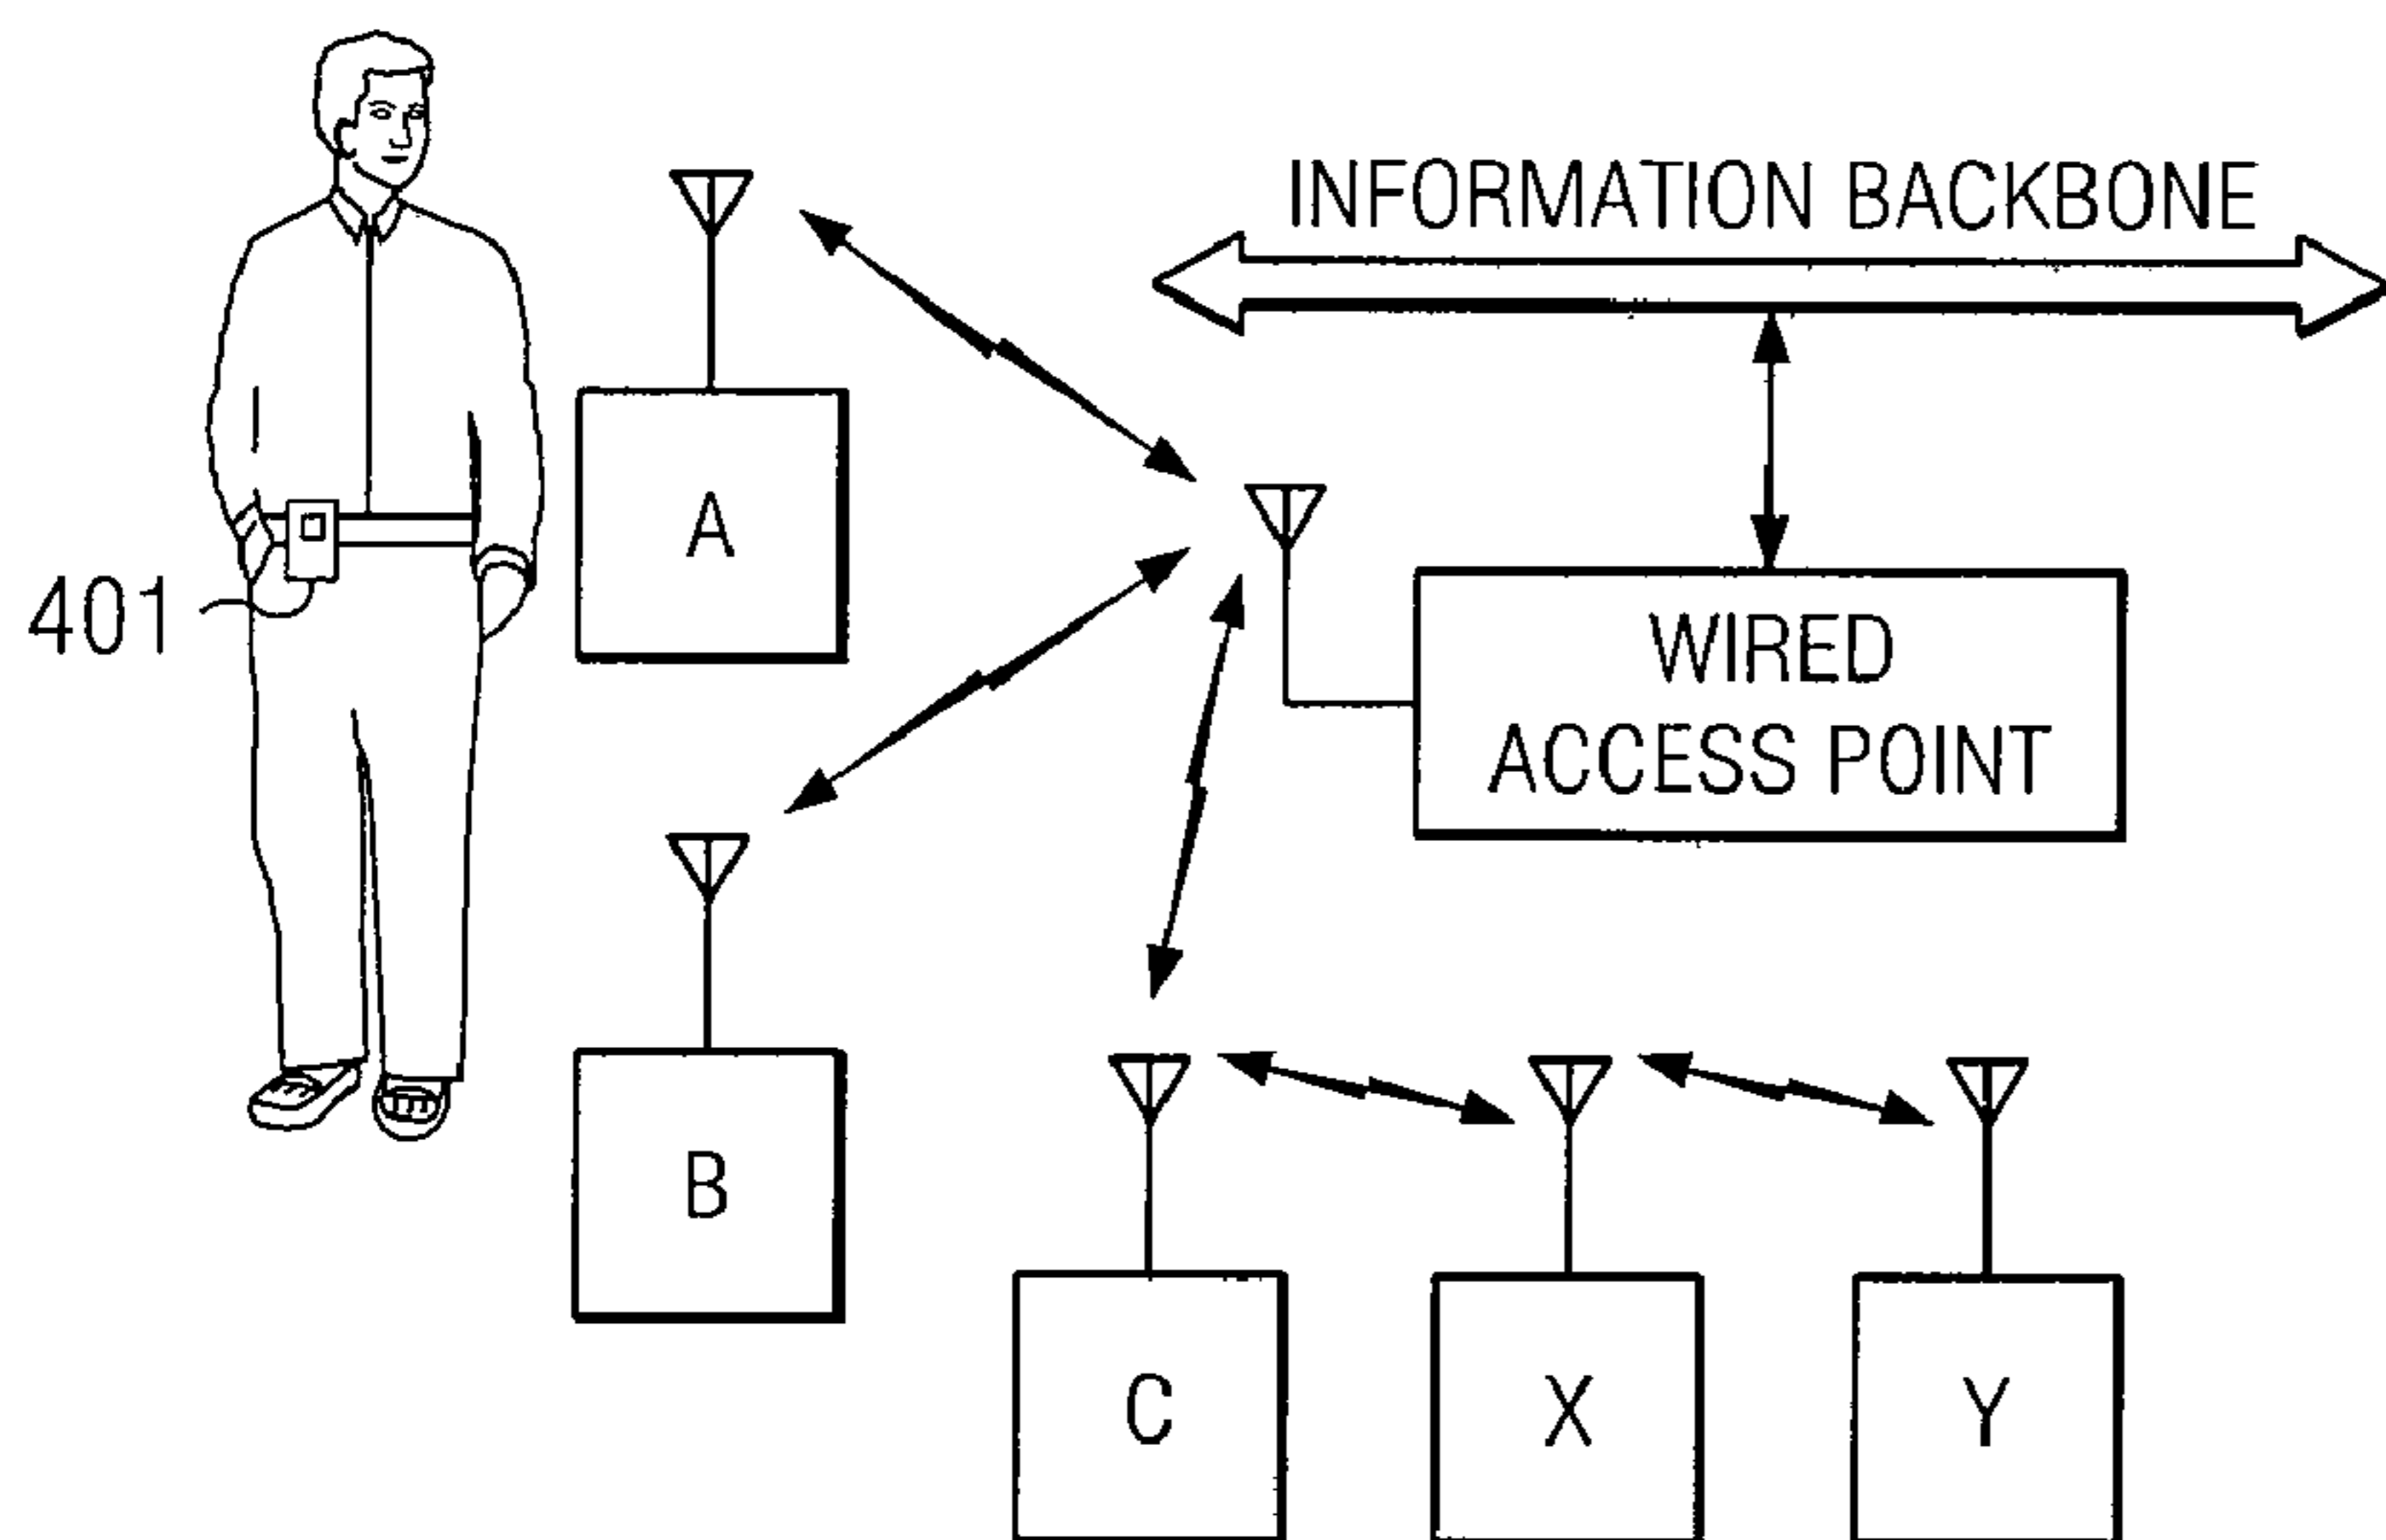 INFORMATION BACKBONE
A
401
WIRED
ACCESS POINT
B
C
X
Y